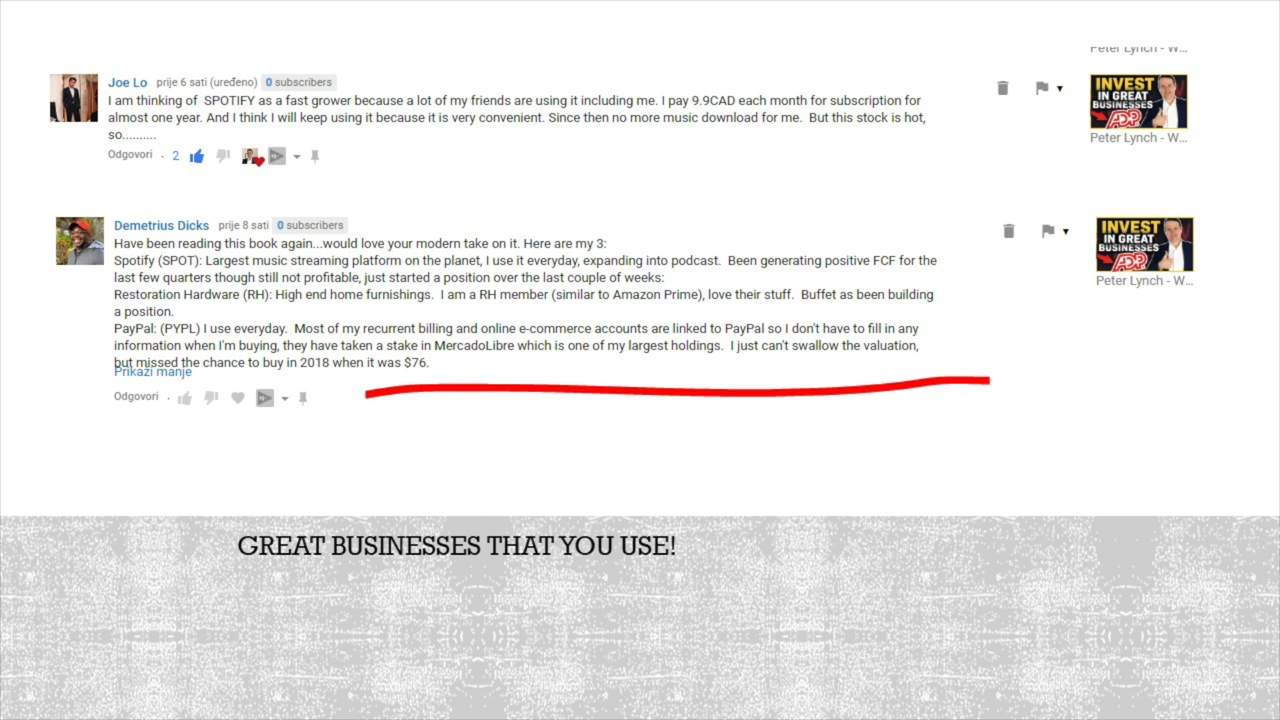 Peter Lynch - W...
Joe Lo prije 6 sati (uređeno) 0 subscribers
I am thinking of SPOTIFY as a fast grower because a lot of my friends are using it including me. I pay 9.9CAD each month for subscription for
almost one year. And I think I will keep using it because it is very convenient. Since then no more music download for me. But this stock is hot,
so..........
Odgovori · 2
INVEST
IN GREAT
BUSINESSES
ADP
Peter Lynch - W...
Demetrius Dicks prije 8 sati 0 subscribers
Have been reading this book again...would love your modern take on it. Here are my 3:
Spotify (SPOT): Largest music streaming platform in the market, I use it everyday, expanding into podcast. Been generating positive FCF for the
last few quarters though still not profitable, just started a position over the last couple of weeks:
Restoration Hardware (RH): High end home furnishings. I am a RH member (similar to Amazon Prime), love their stuff. Buffet as been building
a position.
PayPal: (PYPL) I use everyday. Most of my recurrent billing and online e-commerce accounts are linked to PayPal so I don't have to fill in any
information when I'm buying, they have taken a stake in MercadoLibre which is one of my largest holdings. I just can't swallow the valuation,
but missed the chance to buy in 2018 when it was $76.
Prikaži manje
Odgovori ·
INVEST
IN GREAT
BUSINESSES
ADP
Peter Lynch - W...
GREAT BUSINESSES THAT YOU USE!